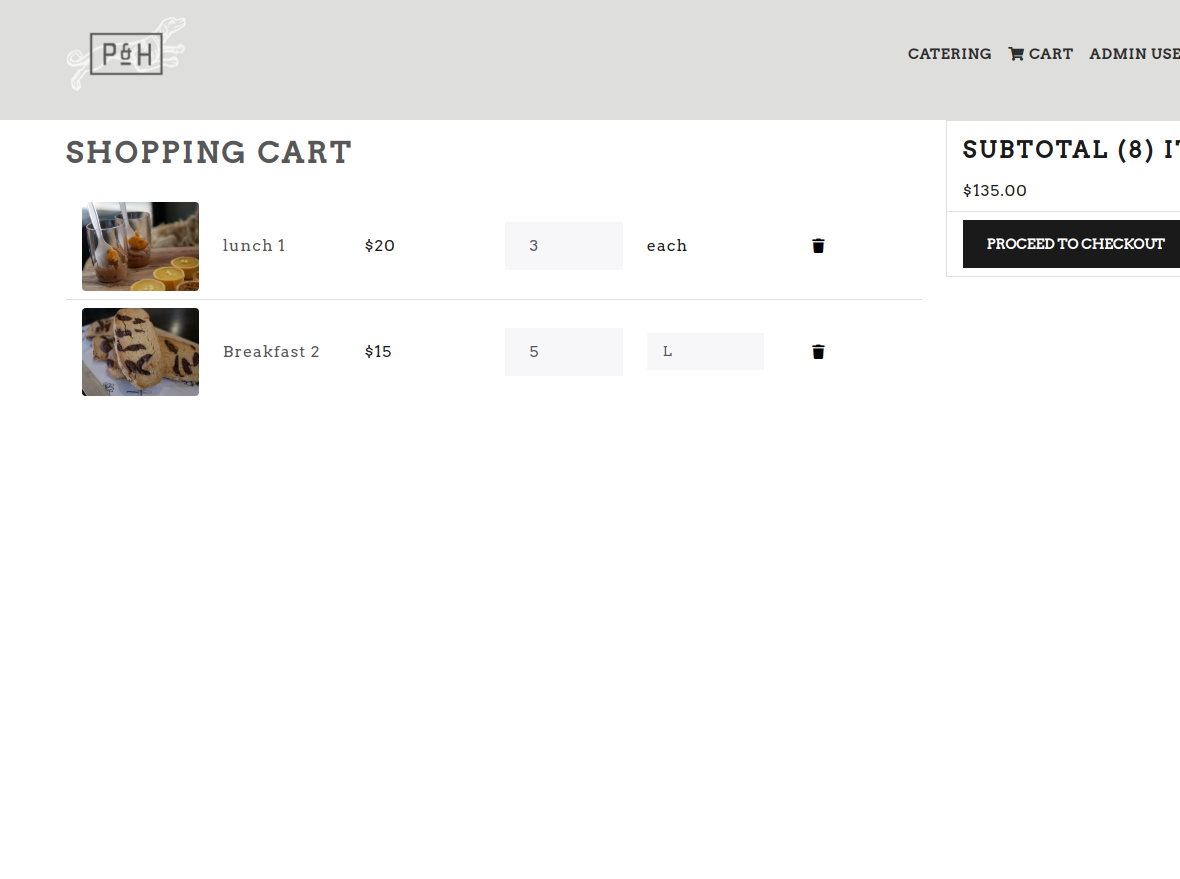 P&H
CATERING CART ADMIN USE
SHOPPING CART
SUBTOTAL (8)
$135.00
PROCEED TO CHECKOUT
lunch 1 $20 3 each
Breakfast 2 $15 5 L